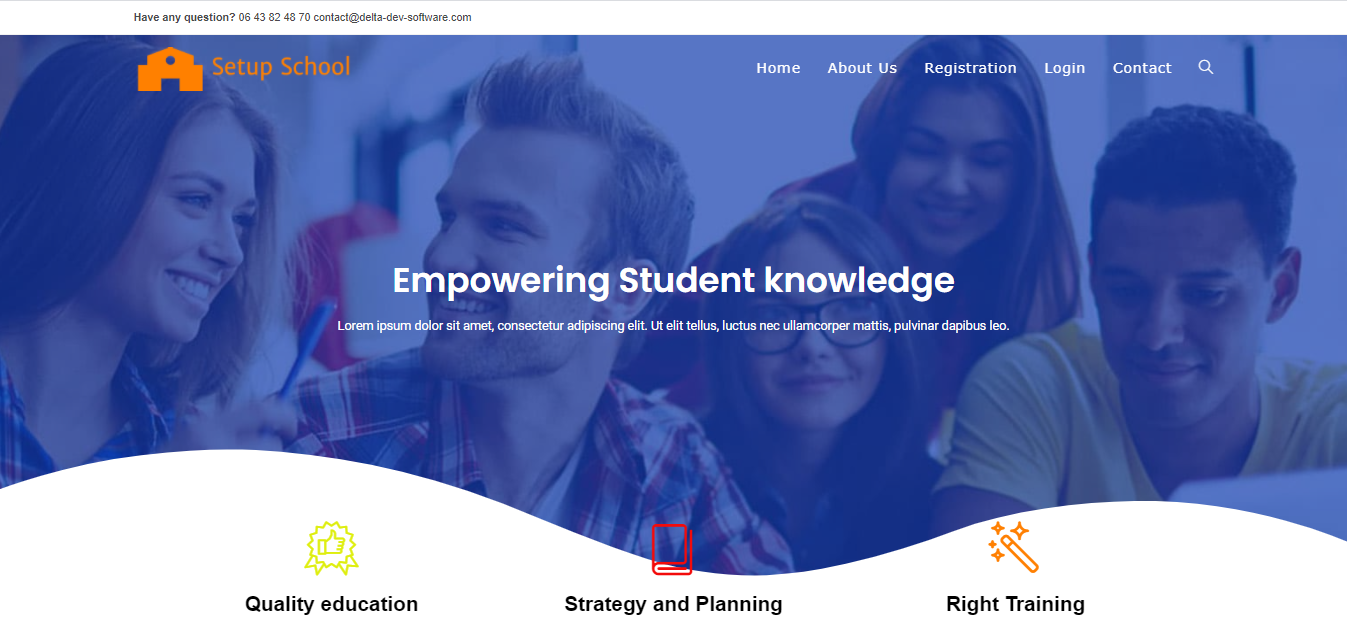 Have any question? 06 43 82 48 70 contact@delta-dev-software.com
Setup School
Home About Us Registration Login Contact
Empowering Student knowledge
Lorem ipsum dolor sit amet, consectetur adipiscing elit. Ut elit tellus, luctus nec ullamcorper mattis, pulvinar dapibus leo.
Quality education
Strategy and Planning
Right Training